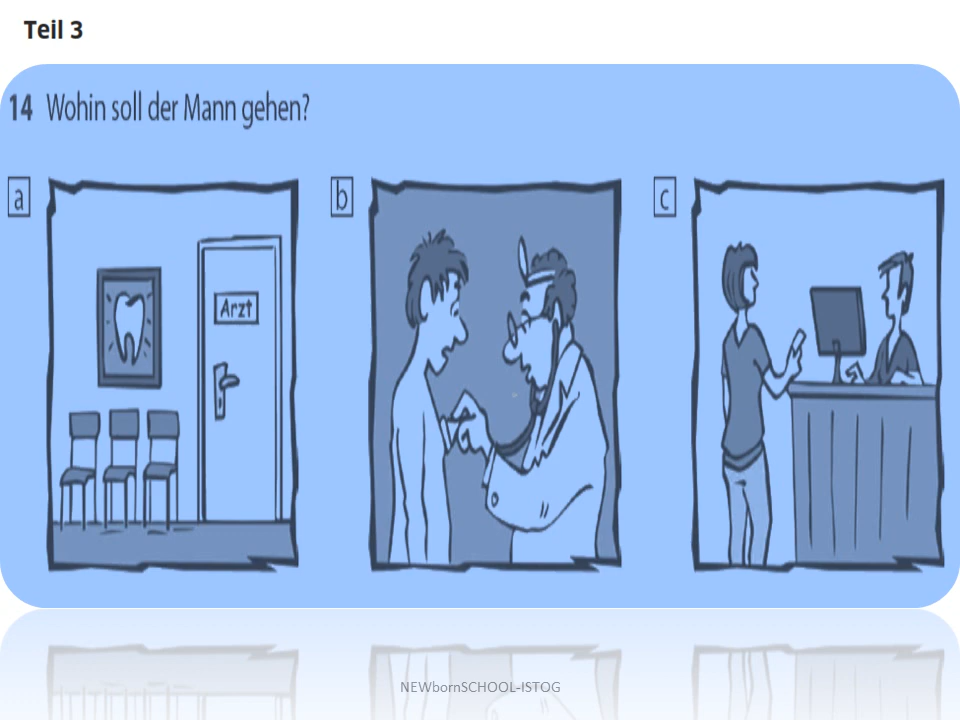 Teil 3
14 Wohin soll der Mann gehen?
a
b
c
Arzt
NEWbornSCHOOL-ISTOG